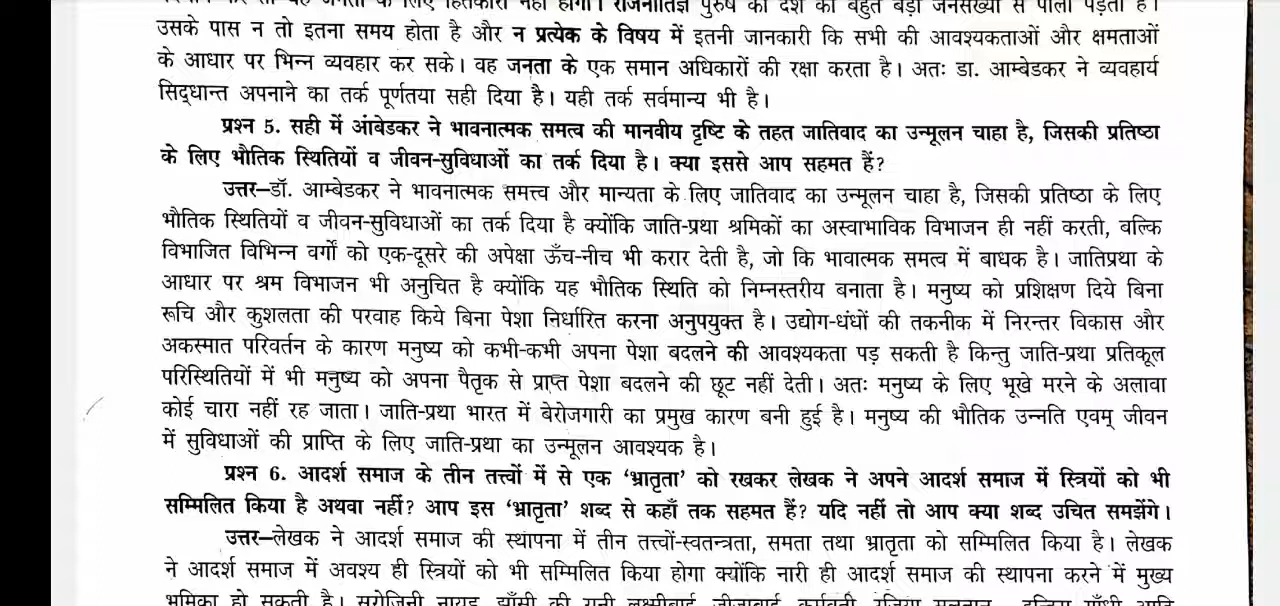 राजनीतिज्ञ पुरुष को देश की बहुत बड़ी जनसंख्या से पाला पड़ता है।
उसके पास न तो इतना समय होता है और न प्रत्येक के विषय में इतनी जानकारी कि सभी की आवश्यकताओं और क्षमताओं
के आधार पर भिन्न व्यवहार कर सके। वह जनता के एक समान अधिकारों की रक्षा करता है। अतः डा. आम्बेडकर ने व्यवहार्य
सिद्धान्त अपनाने का तर्क पूर्णतया सही दिया है। यही तर्क सर्वमान्य भी है।
प्रश्न 5. सही में आंबेडकर ने भावनात्मक समत्व की मानवीय दृष्टि के तहत जातिवाद का उन्मूलन चाहा है, जिसकी प्रतिष्ठा
के लिए भौतिक स्थितियों व जीवन-सुविधाओं का तर्क दिया है। क्या इससे आप सहमत हैं?
उत्तर–डॉ. आम्बेडकर ने भावनात्मक समत्त्व और मान्यता के लिए जातिवाद का उन्मूलन चाहा है, जिसकी प्रतिष्ठा के लिए
भौतिक स्थितियों व जीवन-सुविधाओं का तर्क दिया है क्योंकि जाति-प्रथा श्रमिकों का अस्वाभाविक विभाजन ही नहीं करती, बल्कि
विभाजित विभिन्न वर्गों को एक-दूसरे की अपेक्षा ऊँच-नीच भी करार देती है, जो कि भावात्मक समत्व में बाधक है। जातिप्रथा के
आधार पर श्रम विभाजन भी अनुचित है क्योंकि यह भौतिक स्थिति को निम्नस्तरीय बनाता है। मनुष्य को प्रशिक्षण दिये बिना
रूचि और कुशलता की परवाह किये बिना पेशा निर्धारित करना अनुपयुक्त है। उद्योग-धंधों की तकनीक में निरन्तर विकास और
अकस्मात परिवर्तन के कारण मनुष्य को कभी-कभी अपना पेशा बदलने की आवश्यकता पड़ सकती है किन्तु जाति-प्रथा प्रतिकूल
परिस्थितियों में भी मनुष्य को अपना पैतृक से प्राप्त पेशा बदलने की छूट नहीं देती। अतः मनुष्य के लिए भूखे मरने के अलावा
कोई चारा नहीं रह जाता। जाति-प्रथा भारत में बेरोजगारी का प्रमुख कारण बनी हुई है। मनुष्य की भौतिक उन्नति एवम् जीवन
में सुविधाओं की प्राप्ति के लिए जाति-प्रथा का उन्मूलन आवश्यक है।
प्रश्न 6. आदर्श समाज के तीन तत्त्वों में से एक ‘भ्रातृता’ को रखकर लेखक ने अपने आदर्श समाज में स्त्रियों को भी
सम्मिलित किया है अथवा नहीं? आप इस ‘भ्रातृता’ शब्द से कहाँ तक सहमत हैं? यदि नहीं तो आप क्या शब्द उचित समझेंगे।
उत्तर–लेखक ने आदर्श समाज की स्थापना में तीन तत्त्वों-स्वतन्त्रता, समता तथा भ्रातृता को सम्मिलित किया है। लेखक
ने आदर्श समाज में अवश्य ही स्त्रियों को भी सम्मिलित किया होगा क्योंकि नारी ही आदर्श समाज की स्थापना करने में मुख्य
भूमिका हो सकती है। सरोजिनी नायडू, झाँसी की रानी लक्ष्मीबाई, जीजाबाई,